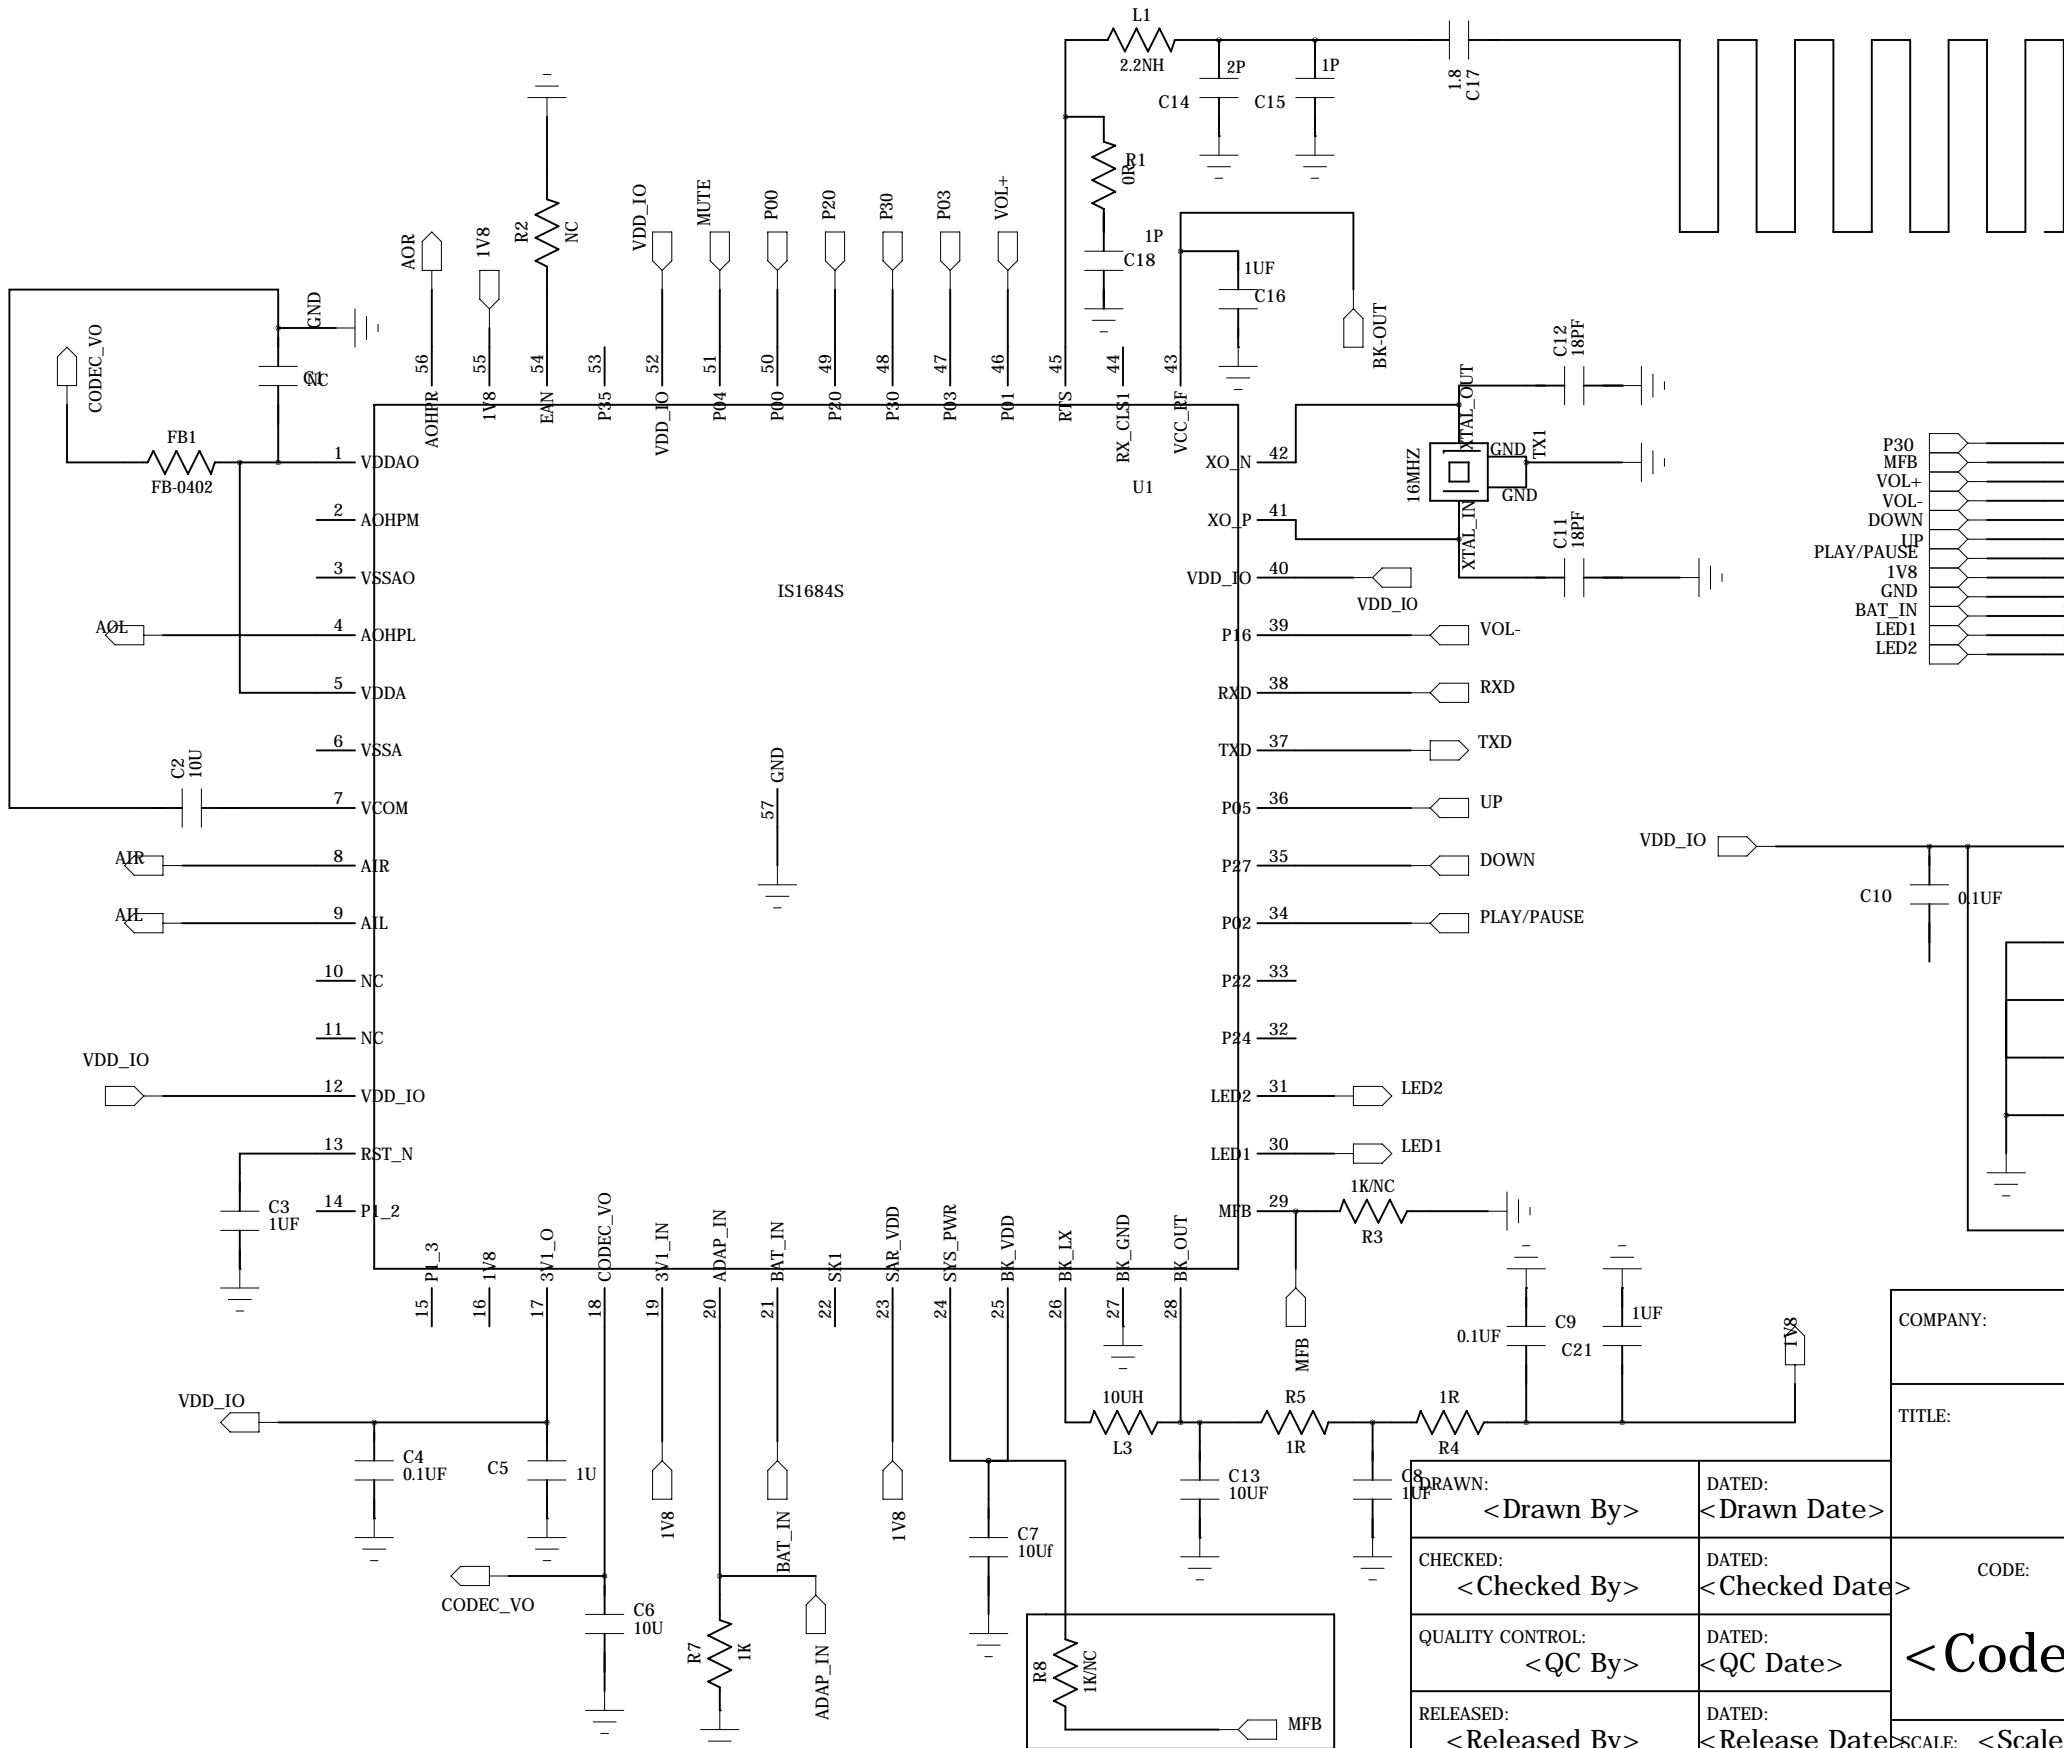 L1
2.2NH
2P
C14
1P
C15
1.8
C17
R1
0R
1P
C18
1UF
C16
BK-OUT
R2
NC
AOR
1V8
VDD_IO
MUTE
P00
P20
P30
P03
VOL+
56
55
54
53
52
51
50
49
48
47
46
45
44
43
AOHPR
1V8
EAN
P35
VDD_IO
P04
P00
P20
P30
P03
P01
RTS
RX_CLS1
VCC_RF
GND
CODEC_VO
C1
NC
FB1
FB-0402
1 VDDAO
2 AOHPM
3 VSSAO
AOL
4 AOHPL
5 VDDA
6 VSSA
C2
10U
7 VCOM
AIR
8 AIR
AIL
9 AIL
10 NC
11 NC
VDD_IO
12 VDD_IO
13 RST_N
C3
1UF
14 P1_2
U1
IS1684S
GND
57
XO_N 42
XO_P 41
VDD_IO 40
VDD_IO
P16 39 VOL-
RXD 38 RXD
TXD 37 TXD
P05 36 UP
P27 35 DOWN
P02 34 PLAY/PAUSE
P22 33
P24 32
LED2 31 LED2
LED1 30 LED1
MFB 29
1K/NC
R3
MFB
C12
18PF
XTAL_OUT
GND
TX1
16MHZ
GND
XTAL_IN
C11
18PF
P30
MFB
VOL+
VOL-
DOWN
UP
PLAY/PAUSE
1V8
GND
BAT_IN
LED1
LED2
VDD_IO
C10
0.1UF
P1_3
1V8
3V1_O
CODEC_VO
3V1_IN
ADAP_IN
BAT_IN
SK1
SAR_VDD
SYS_PWR
BK_VDD
BK_LX
BK_GND
BK_OUT
15
16
17
18
19
20
21
22
23
24
25
26
27
28
VDD_IO
C4
0.1UF
C5
1U
1V8
BAT_IN
1V8
CODEC_VO
C6
10U
R7
1K
ADAP_IN
C7
10Uf
R8
1K/NC
MFB
10UH
L3
C13
10UF
R5
1R
C8
1UF
1R
R4
0.1UF
C9
C21
1UF
1V8
COMPANY:
TITLE:
DRAWN:
<Drawn By>
DATED:
<Drawn Date>
CHECKED:
<Checked By>
DATED:
<Checked Date>
CODE:
QUALITY CONTROL:
<QC By>
DATED:
<QC Date>
<Code
RELEASED:
<Released By>
DATED:
<Release Date>
SCALE: <Scale